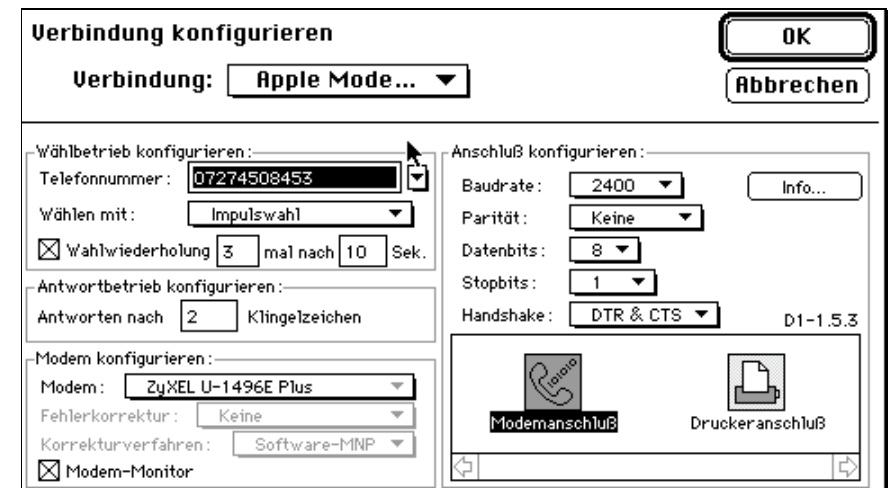 Verbindung konfigurieren
OK
Verbindung: Apple Mode...
Abbrechen
Wählbetrieb konfigurieren:
Telefonnummer: 07274508453
Wählen mit: Impulswahl
Wahlwiederholung 3 mal nach 10 Sek.
Antwortbetrieb konfigurieren:
Antworten nach 2 Klingelzeichen
Modem konfigurieren:
Modem: ZyXEL U-1496E Plus
Fehlerkorrektur: Keine
Korrekturverfahren: Software-MNP
Modem-Monitor
Anschluß konfigurieren:
Baudrate: 2400
Info...
Parität: Keine
Datenbits: 8
Stopbits: 1
Handshake: DTR & CTS
D1-1.5.3
Modemanschluß
Druckeranschluß